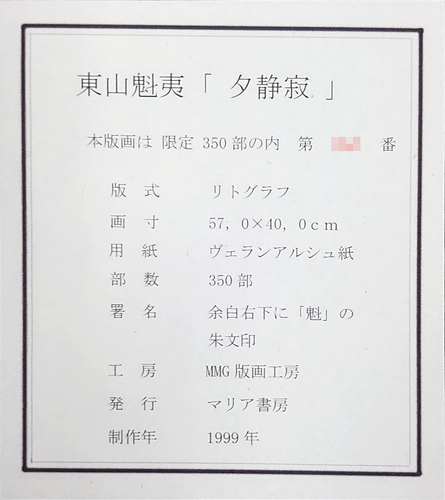 東山魁夷「 夕静寂 」
本版画は 限定 350 部の内 第 番
版 式 リトグラフ
画 寸 57, 0×40, 0ｃｍ
用 紙 ヴェランアルシュ紙
部 数 350 部
署 名 余白右下に「魁」の
朱文印
工 房 MMG 版画工房
発 行 マリア書房
制作年 1999 年